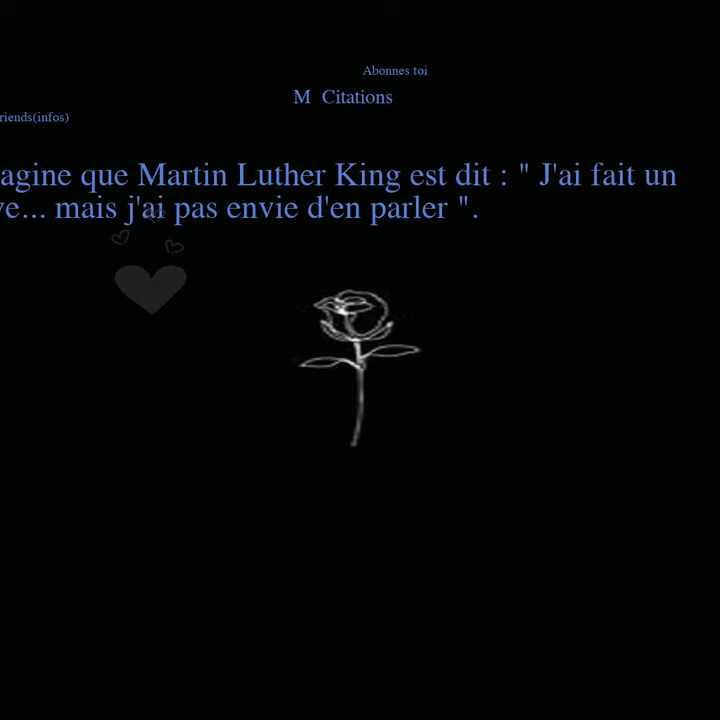 Abonnes toi
M Citations
riends(infos)
agine que Martin Luther King est dit : " J'ai fait un
ve... mais j'ai pas envie d'en parler ".